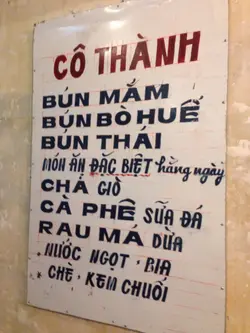 CÔ THÀNH
BÚN MẮM
BÚN BÒ HUẾ
BÚN THÁI
MÓN ĂN ĐẶC BIỆT hằng ngày
CHẢ GIÒ
CÀ PHÊ SỮA ĐÁ
RAU MÁ DỪA
NƯỚC NGỌT - BIA
CHÈ - KEM CHUỐI